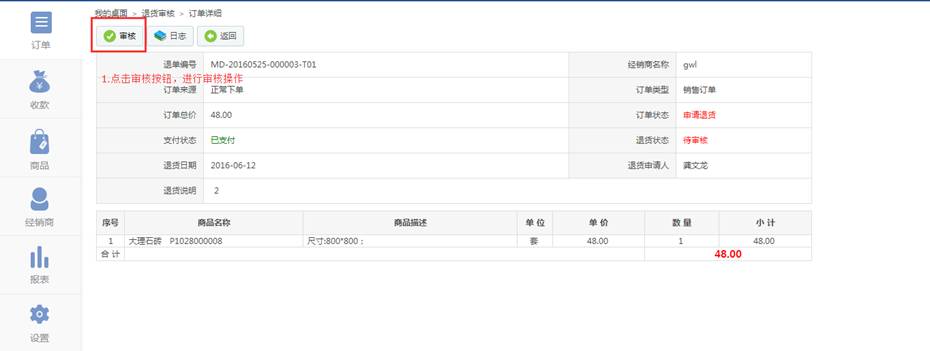 我的桌面 > 退货审核 > 订单详细
审核 日志 返回
订单
收款
商品
经销商
报表
设置
退单编号 MD-20160525-000003-T01 经销商名称 gwl
1.点击审核按钮，进行审核操作
订单来源 正常下单 订单类型 销售订单
订单总价 48.00 订单状态 申请退货
支付状态 已支付 退货状态 待审核
退货日期 2016-06-12 退货申请人 龚文龙
退货说明 2
序号 商品名称 商品描述 单 位 单 价 数 量 小 计
1 大理石砖 P1028000008 尺寸:800*800； 套 48.00 1 48.00
合 计 48.00